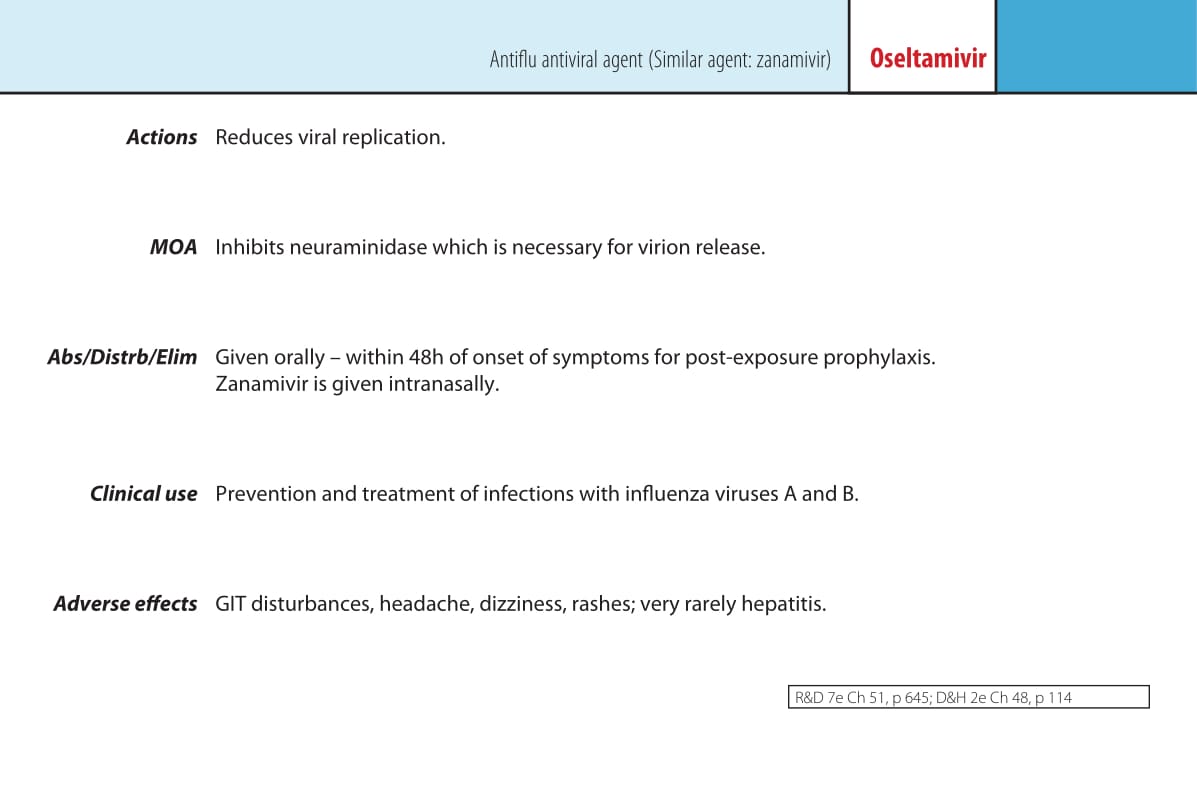 Antiflu antiviral agent (Similar agent: zanamivir) Oseltamivir
Actions Reduces viral replication.
MOA Inhibits neuraminidase which is necessary for virion release.
Abs/Distrb/Elim Given orally – within 48h of onset of symptoms for post-exposure prophylaxis.
Zanamivir is given intranasally.
Clinical use Prevention and treatment of infections with influenza viruses A and B.
Adverse effects GIT disturbances, headache, dizziness, rashes; very rarely hepatitis.
R&D 7e Ch 51, p 645; D&H 2e Ch 48, p 114